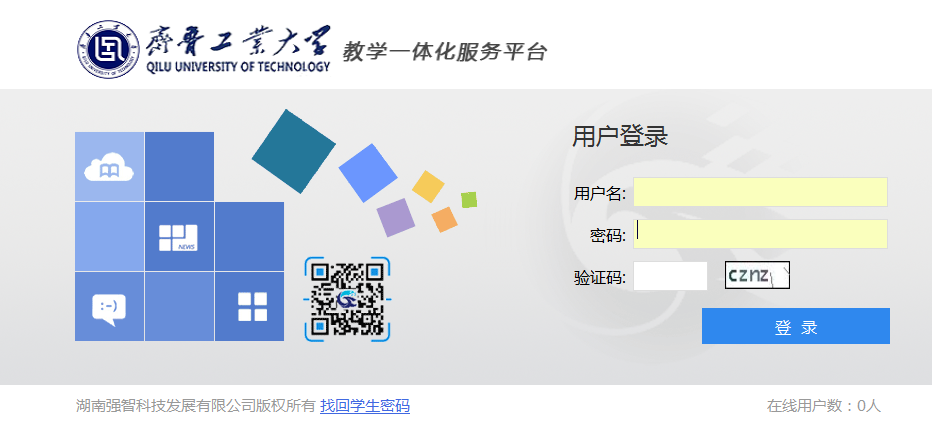 齊魯工業大学
QILU UNIVERSITY OF TECHNOLOGY
教学一体化服务平台
用户登录
用户名:
密码:
验证码:
cznz
登 录
NEWS
:-)
湖南强智科技发展有限公司版权所有 找回学生密码
在线用户数：0人